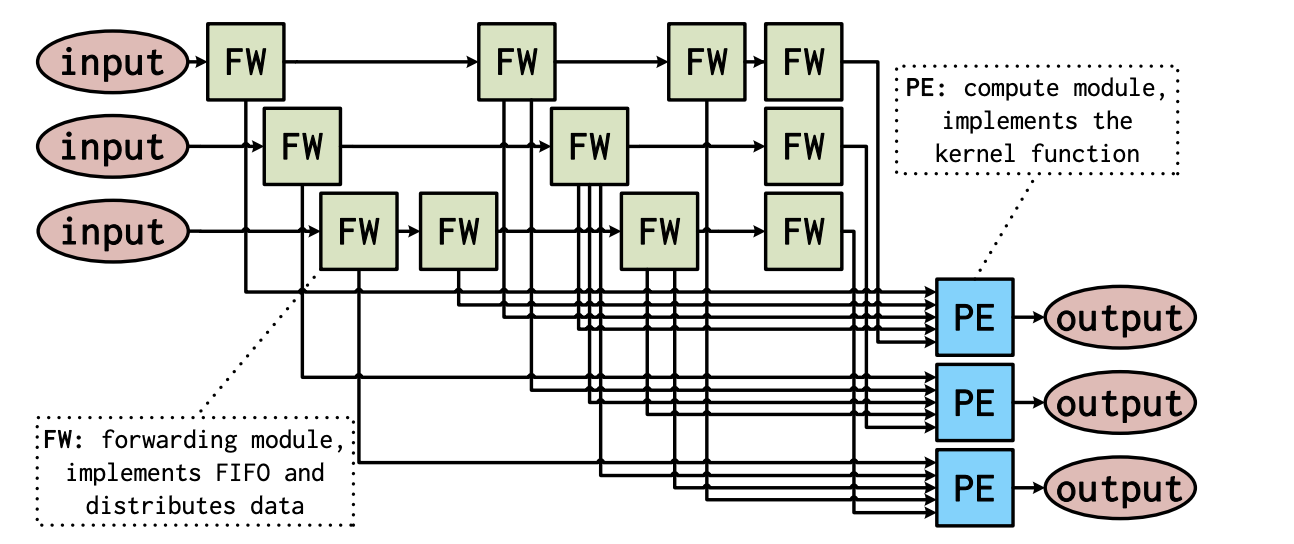 input
FW
FW
FW
FW
PE: compute module,
implements the
kernel function
input
FW
FW
FW
input
FW
FW
FW
FW
PE
output
PE
output
FW: forwarding module,
implements FIFO and
distributes data
PE
output